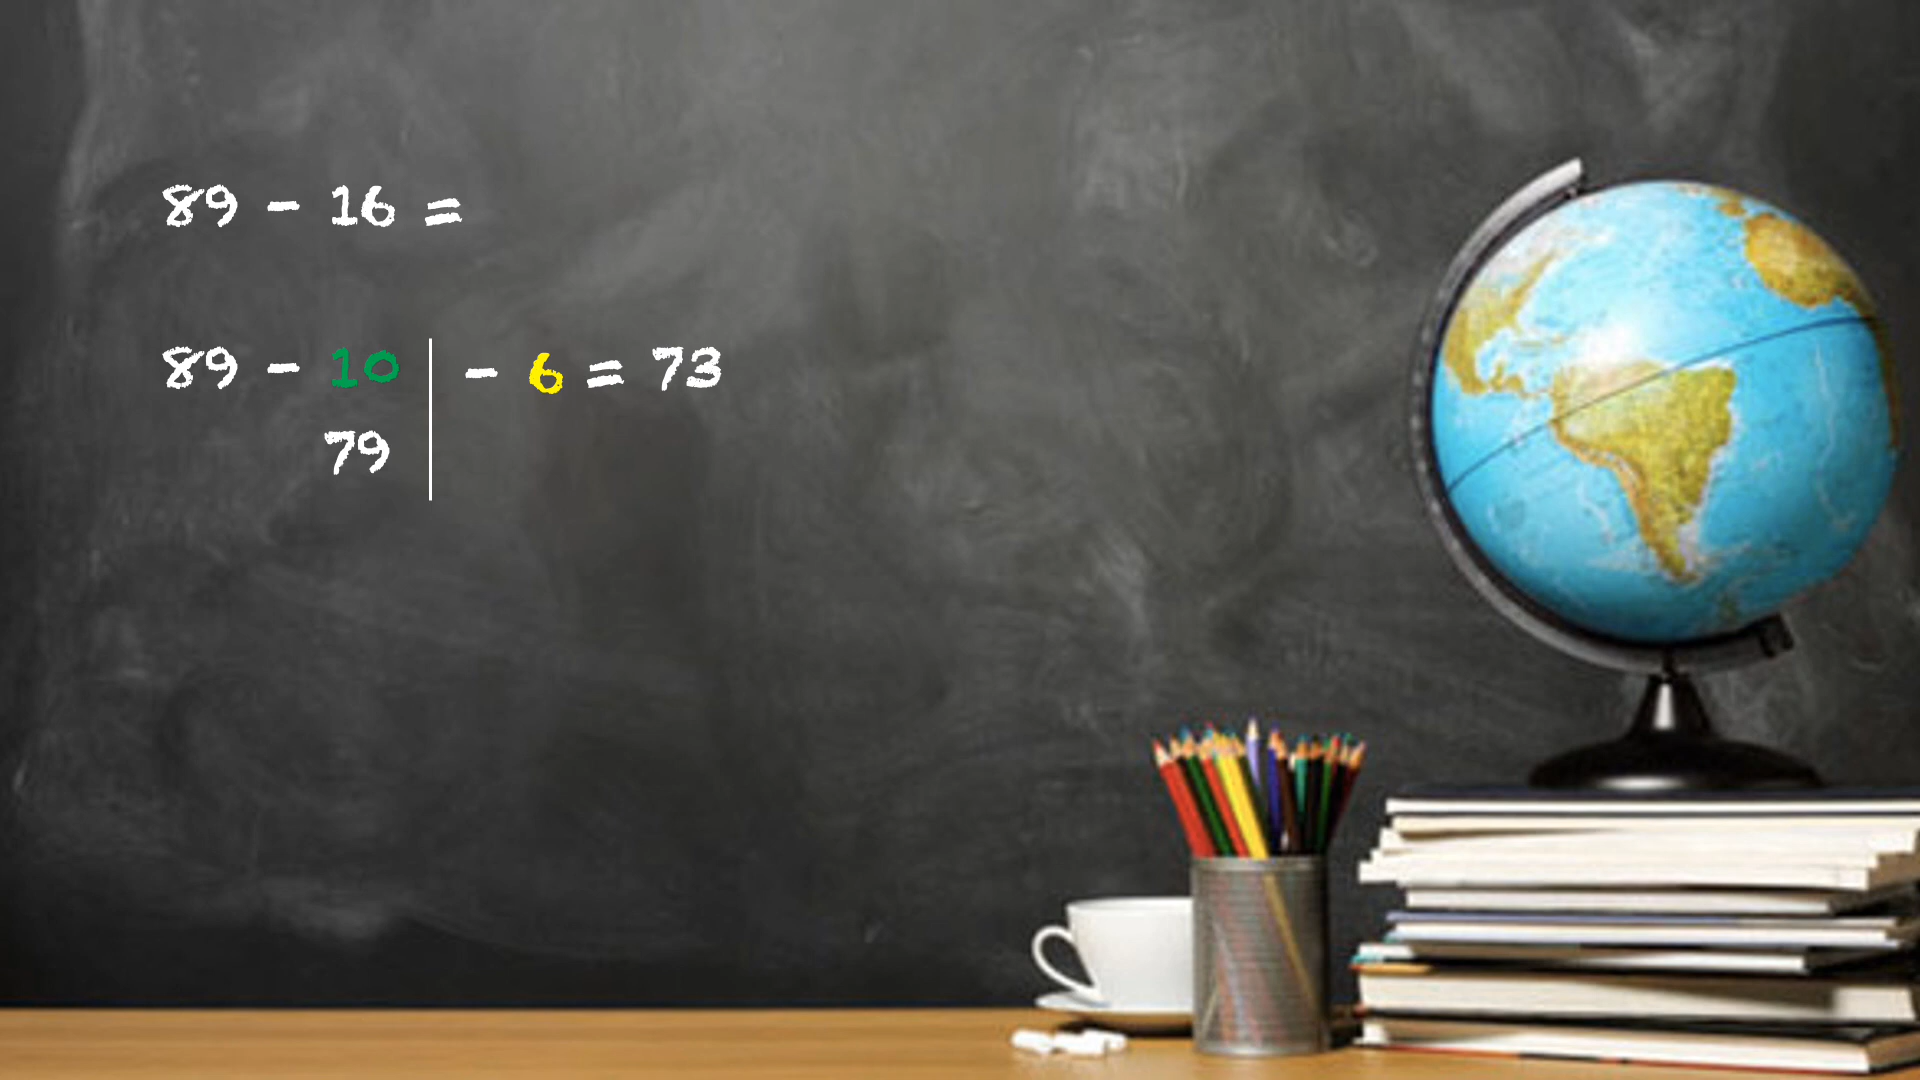 89 - 16 =
89 - 10 | - 6 = 73
79